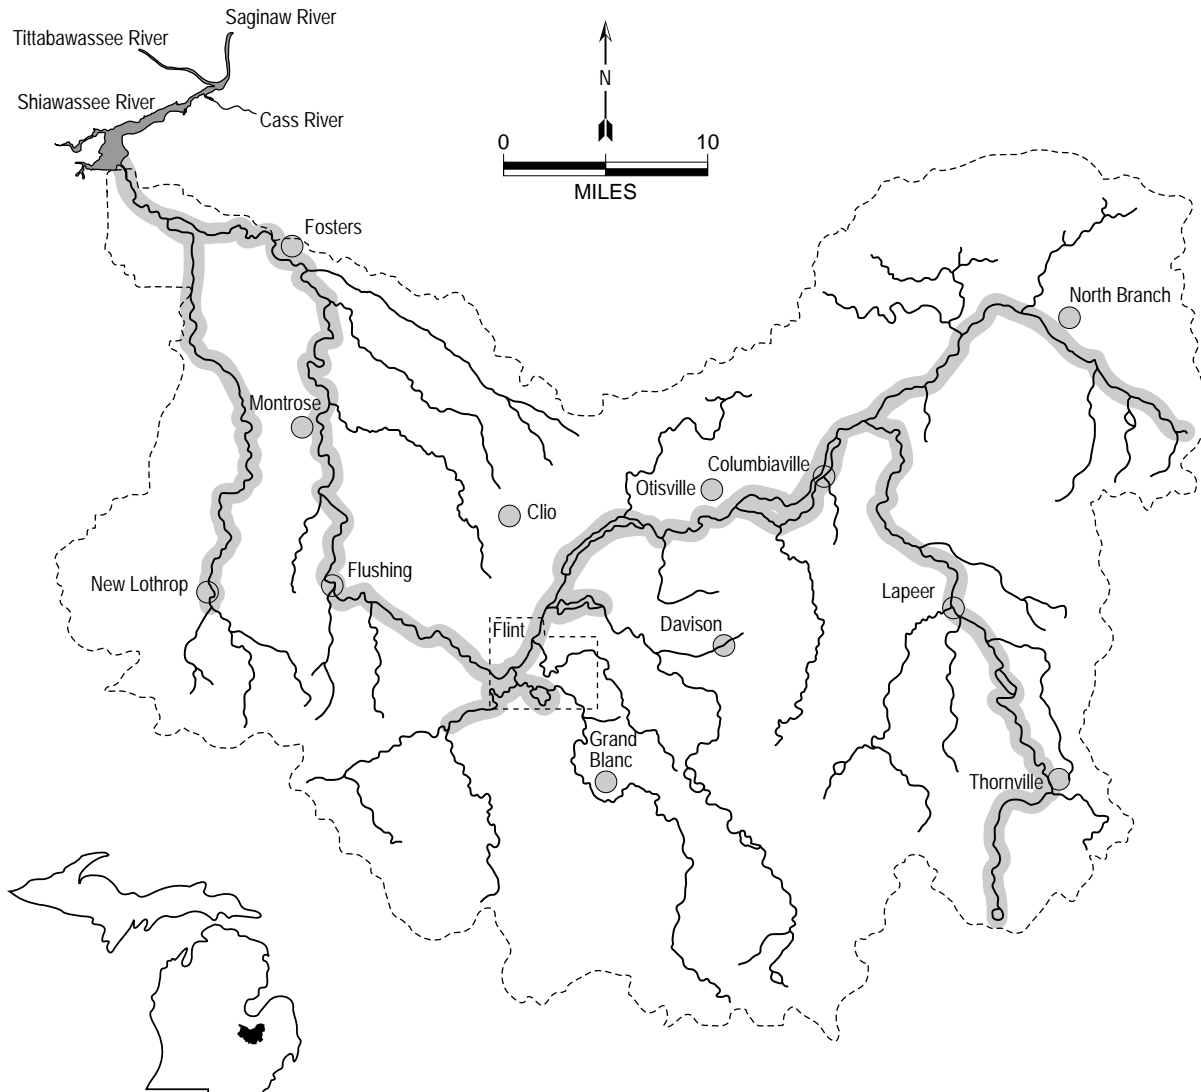 Saginaw River
Tittabawassee River
Shiawassee River
Cass River
N
0
10
MILES
Fosters
North Branch
Montrose
Columbiaville
Otisville
Clio
New Lothrop
Flushing
Lapeer
Flint
Davison
Grand
Blanc
Thornville